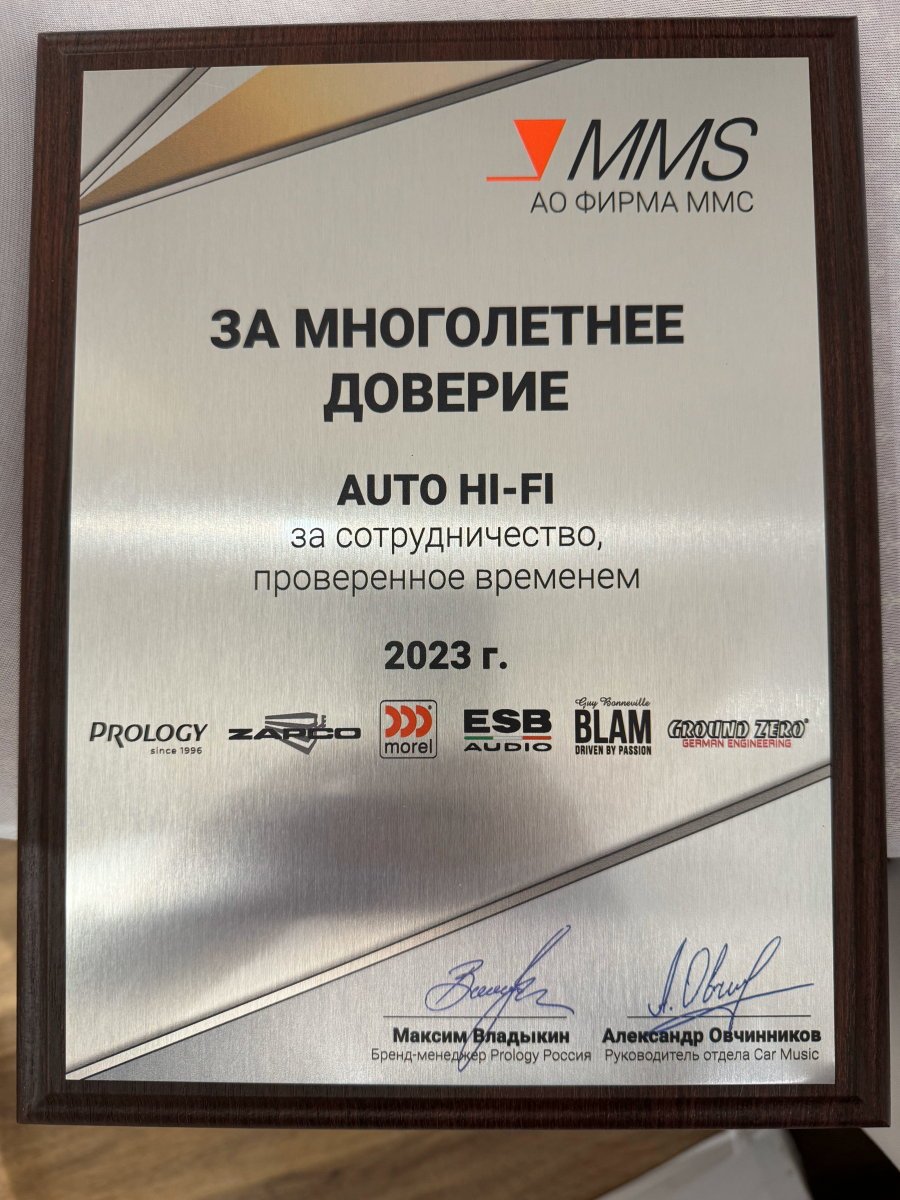 MMS
АО ФИРМА ММС
ЗА МНОГОЛЕТНЕЕ
ДОВЕРИЕ
AUTO HI-FI
за сотрудничество,
проверенное временем
2023 г.
PROLOGY
since 1996
ZAPCO
morel
ESB
AUDIO
Guy Bonneville
BLAM
DRIVEN BY PASSION
GROUND ZERO®
GERMAN ENGINEERING
Максим Владыкин
Бренд-менеджер Prology Россия
Александр Овчинников
Руководитель отдела Car Music